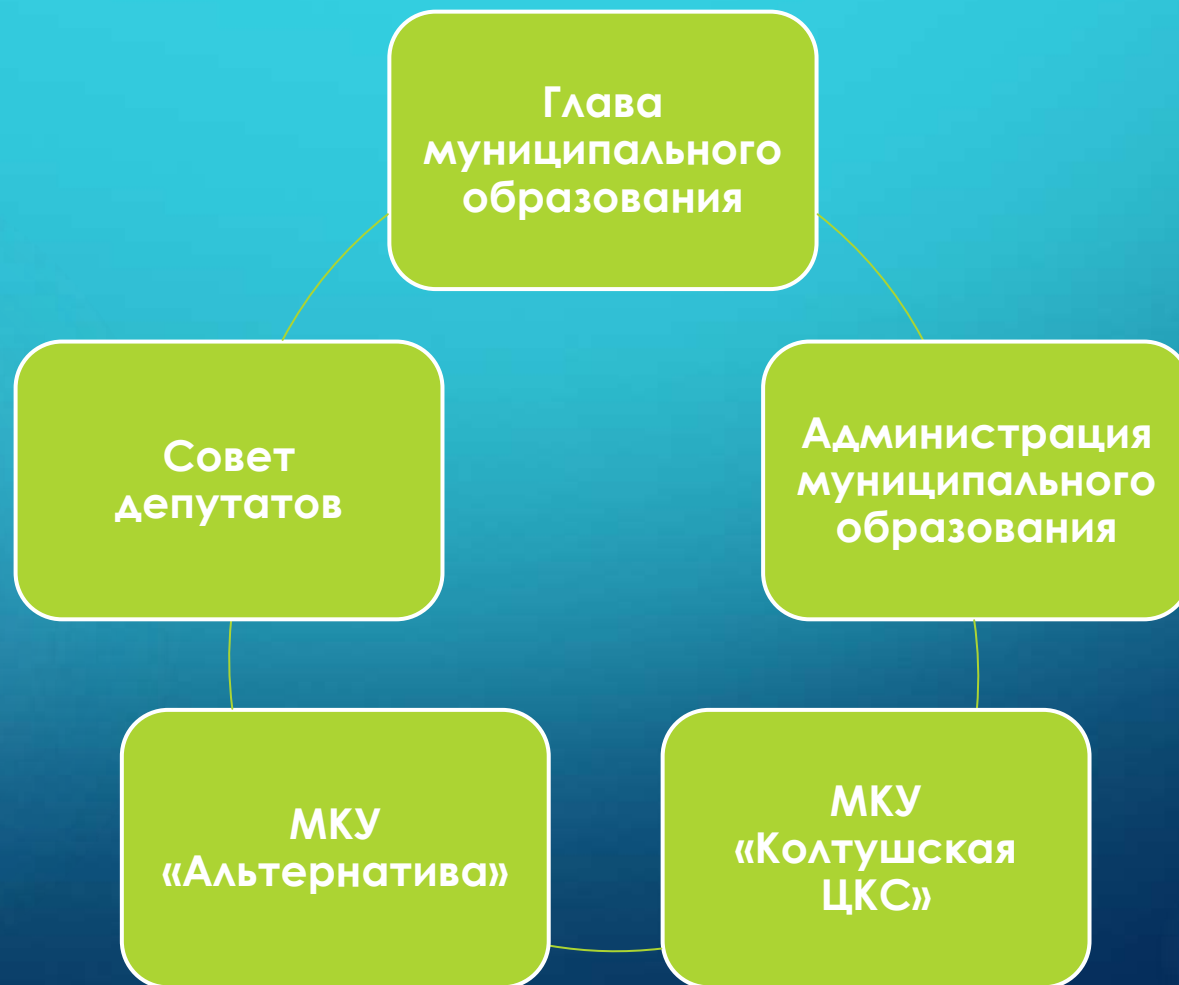 Глава
муниципального
образования
Совет
депутатов
Администрация
муниципального
образования
МКУ
«Альтернатива»
МКУ
«Колтушская
ЦКС»